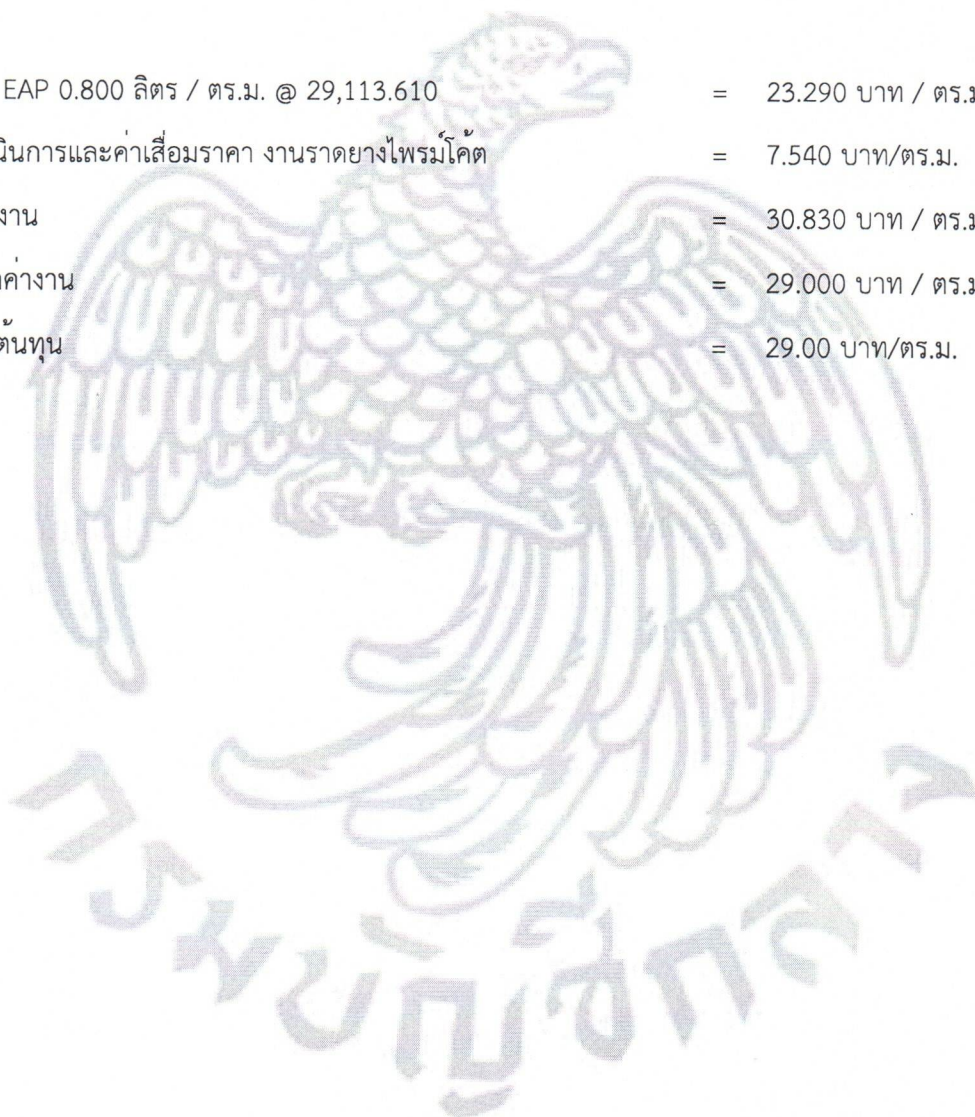 EAP 0.800 ลิตร / ตร.ม. @ 29,113.610 = 23.290 บาท / ตร.ม
นินการและค่าเสื่อมราคา งานราดยางไพรม์โค้ต = 7.540 บาท/ตร.ม.
งาน = 30.830 บาท / ตร.ม
ค่างาน = 29.000 บาท / ตร.ม
ต้นทุน = 29.00 บาท/ตร.ม.
กรมบัญชีกลาง